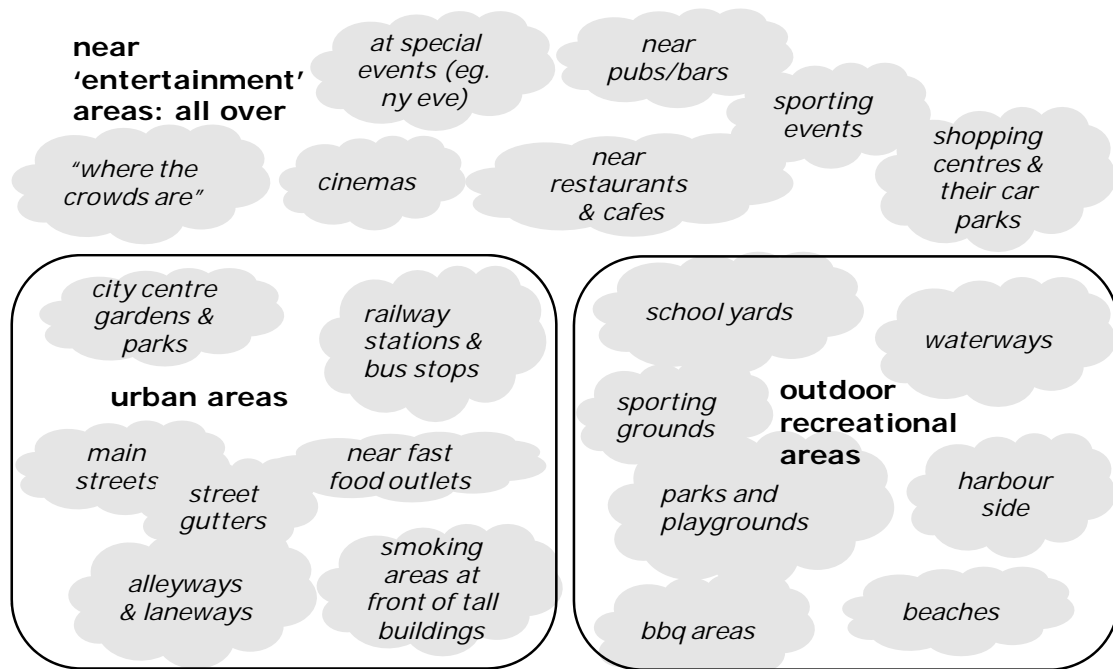 near
‘entertainment’
areas: all over
at special
events (eg.
ny eve)
near
pubs/bars
sporting
events
shopping
centres &
their car
parks
“where the
crowds are”
cinemas
near
restaurants
& cafes
city centre
gardens &
parks
railway
stations &
bus stops
urban areas
main
streets
street
gutters
near fast
food outlets
alleyways
& laneways
smoking
areas at
front of tall
buildings
school yards
waterways
sporting
grounds
outdoor
recreational
areas
parks and
playgrounds
harbour
side
bbq areas
beaches